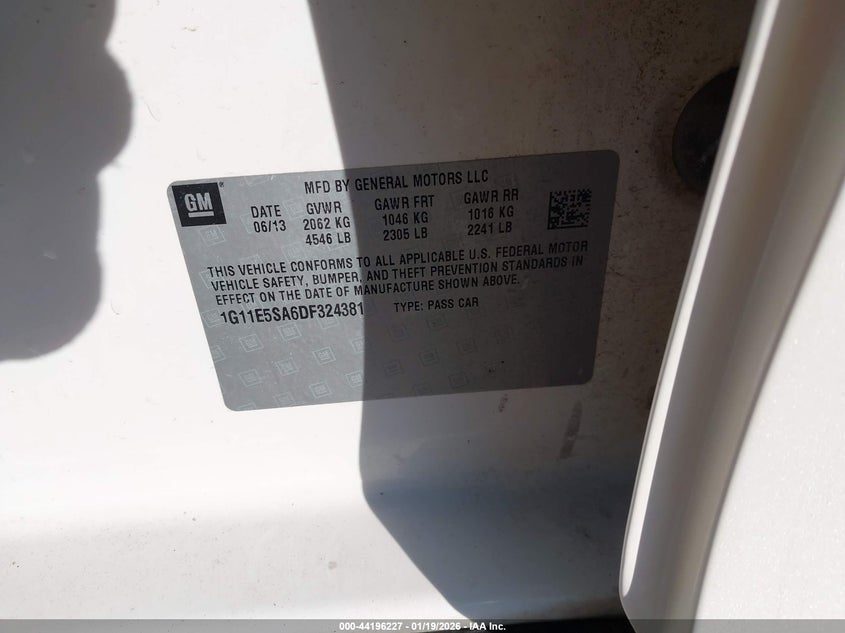 GM
MFD BY GENERAL MOTORS LLC
DATE GVWR GAWR FRT GAWR RR
06/13 2062 KG 1046 KG 1016 KG
4546 LB 2305 LB 2241 LB
THIS VEHICLE CONFORMS TO ALL APPLICABLE U.S. FEDERAL MOTOR
VEHICLE SAFETY, BUMPER, AND THEFT PREVENTION STANDARDS IN
EFFECT ON THE DATE OF MANUFACTURE SHOWN ABOVE.
1G11E5SA6DF324381 TYPE: PASS CAR
000-44196227 - 01/19/2026 - IAA Inc.